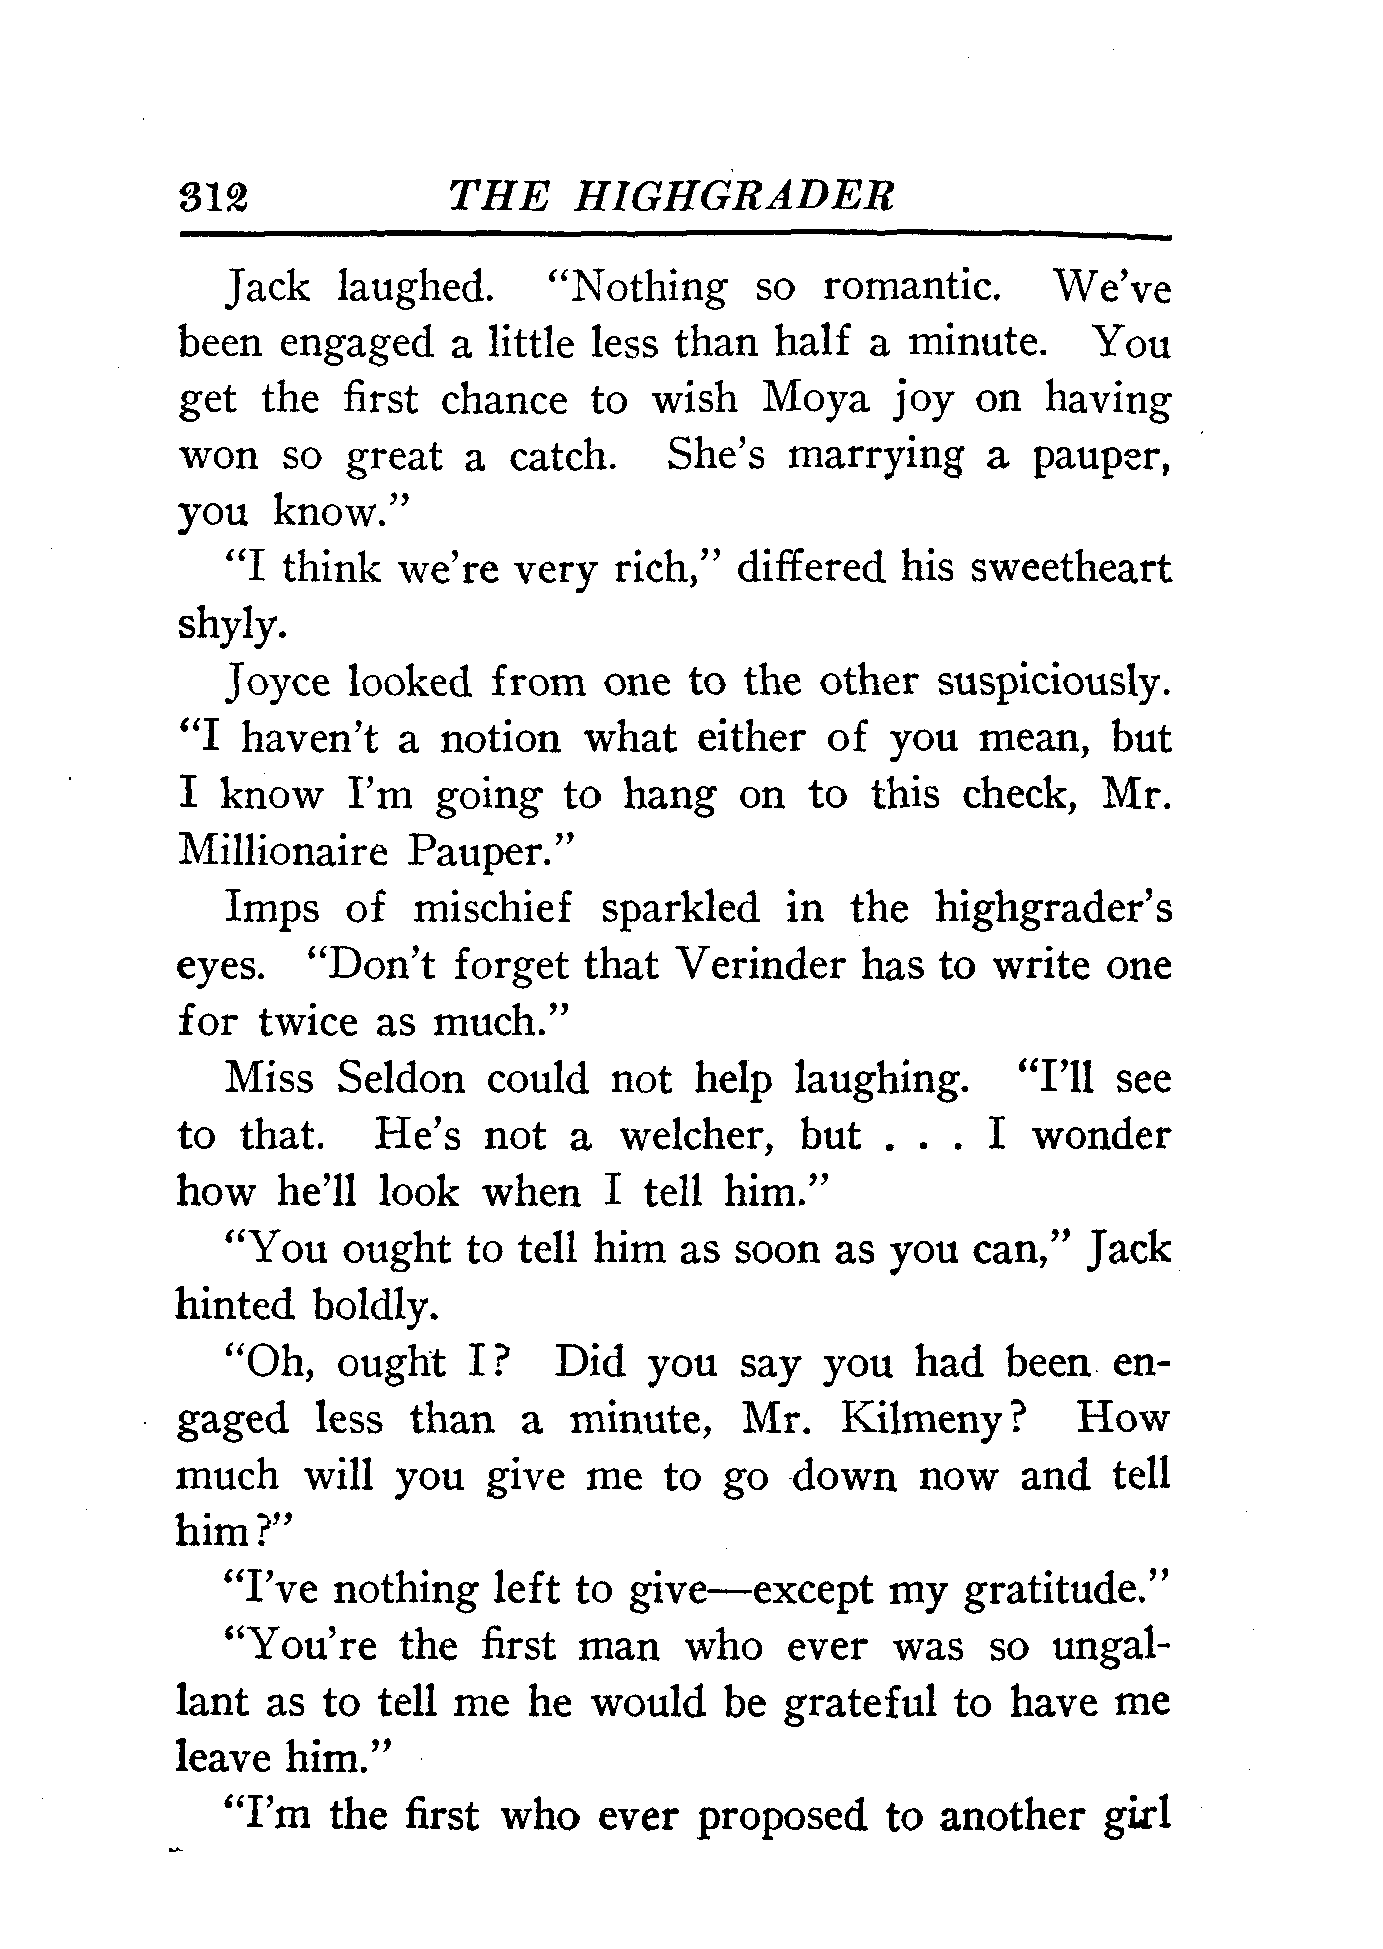 312 THE HIGHGRADER
Jack laughed. “Nothing so romantic. We’ve
been engaged a little less than half a minute. You
get the first chance to wish Moya joy on having
won so great a catch. She’s marrying a pauper,
you know.”
“I think we’re very rich,” differed his sweetheart
shyly.
Joyce looked from one to the other suspiciously.
“I haven’t a notion what either of you mean, but
I know I’m going to hang on to this check, Mr.
Millionaire Pauper.”
Imps of mischief sparkled in the highgrader’s
eyes. “Don’t forget that Verinder has to write one
for twice as much.”
Miss Seldon could not help laughing. “I’ll see
to that. He’s not a welcher, but . . . I wonder
how he’ll look when I tell him.”
“You ought to tell him as soon as you can,” Jack
hinted boldly.
“Oh, ought I? Did you say you had been en-
gaged less than a minute, Mr. Kilmeny? How
much will you give me to go down now and tell
him?”
“I’ve nothing left to give—except my gratitude.”
“You’re the first man who ever was so ungal-
lant as to tell me he would be grateful to have me
leave him.”
“I’m the first who ever proposed to another girl